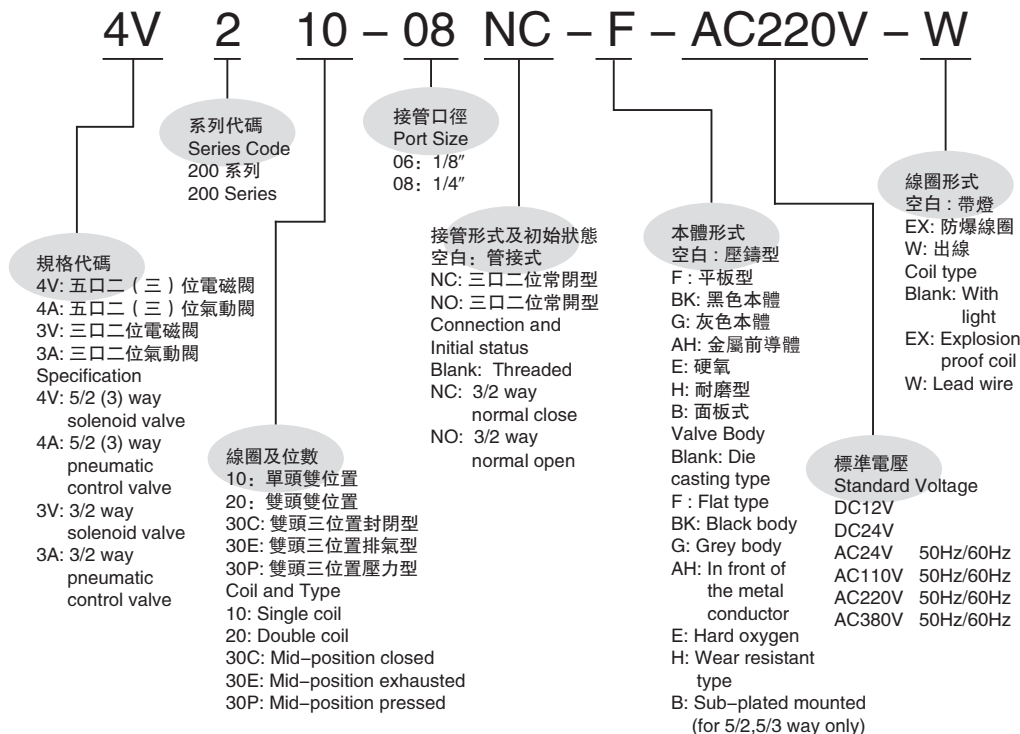 4V 2 10 – 08 NC – F – AC220V – W
系列代碼
Series Code
200 系列
200 Series
接管口徑
Port Size
06：1/8″
08：1/4″
規格代碼
4V: 五口二（三）位電磁閥
4A: 五口二（三）位氣動閥
3V: 三口二位電磁閥
3A: 三口二位氣動閥
Specification
4V: 5/2 (3) way
solenoid valve
4A: 5/2 (3) way
pneumatic
control valve
3V: 3/2 way
solenoid valve
3A: 3/2 way
pneumatic
control valve
線圈及位數
10：單頭雙位置
20：雙頭雙位置
30C: 雙頭三位置封閉型
30E: 雙頭三位置排氣型
30P: 雙頭三位置壓力型
Coil and Type
10: Single coil
20: Double coil
30C: Mid–position closed
30E: Mid–position exhausted
30P: Mid–position pressed
接管形式及初始狀態
空白：管接式
NC: 三口二位常閉型
NO: 三口二位常開型
Connection and
Initial status
Blank: Threaded
NC: 3/2 way
normal close
NO: 3/2 way
normal open
本體形式
空白 : 壓鑄型
F : 平板型
BK: 黑色本體
G: 灰色本體
AH: 金屬前導體
E: 硬氧
H: 耐磨型
B: 面板式
Valve Body
Blank: Die
casting type
F : Flat type
BK: Black body
G: Grey body
AH: In front of
the metal
conductor
E: Hard oxygen
H: Wear resistant
type
B: Sub–plated mounted
(for 5/2,5/3 way only)
標準電壓
Standard Voltage
DC12V
DC24V
AC24V 50Hz/60Hz
AC110V 50Hz/60Hz
AC220V 50Hz/60Hz
AC380V 50Hz/60Hz
線圈形式
空白 : 帶燈
EX: 防爆線圈
W: 出線
Coil type
Blank: With
light
EX: Explosion
proof coil
W: Lead wire